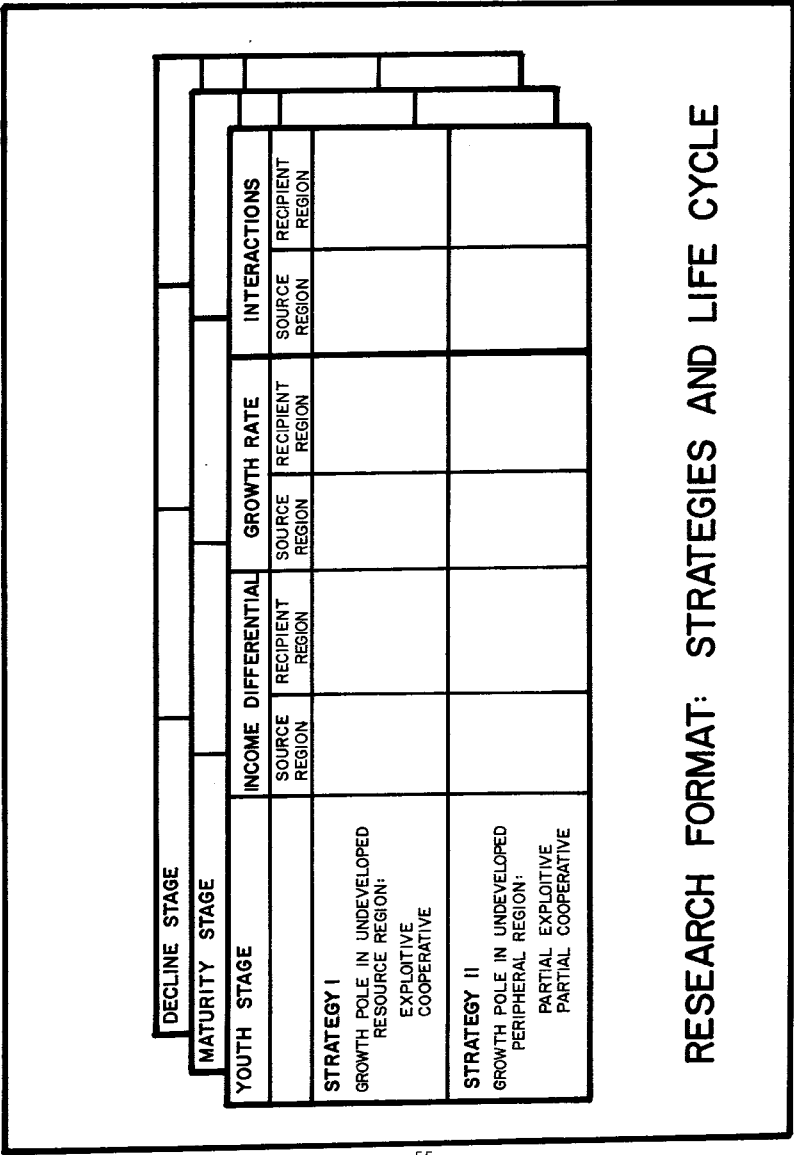 DECLINE STAGE
MATURITY STAGE
YOUTH STAGE
INCOME DIFFERENTIAL
GROWTH RATE
INTERACTIONS
SOURCE
REGION
RECIPIENT
REGION
SOURCE
REGION
RECIPIENT
REGION
SOURCE
REGION
RECIPIENT
REGION
STRATEGY I
GROWTH POLE IN UNDEVELOPED
RESOURCE REGION:
EXPLOITIVE
COOPERATIVE
STRATEGY II
GROWTH POLE IN UNDEVELOPED
PERIPHERAL REGION:
PARTIAL EXPLOITIVE
PARTIAL COOPERATIVE
RESEARCH FORMAT: STRATEGIES AND LIFE CYCLE